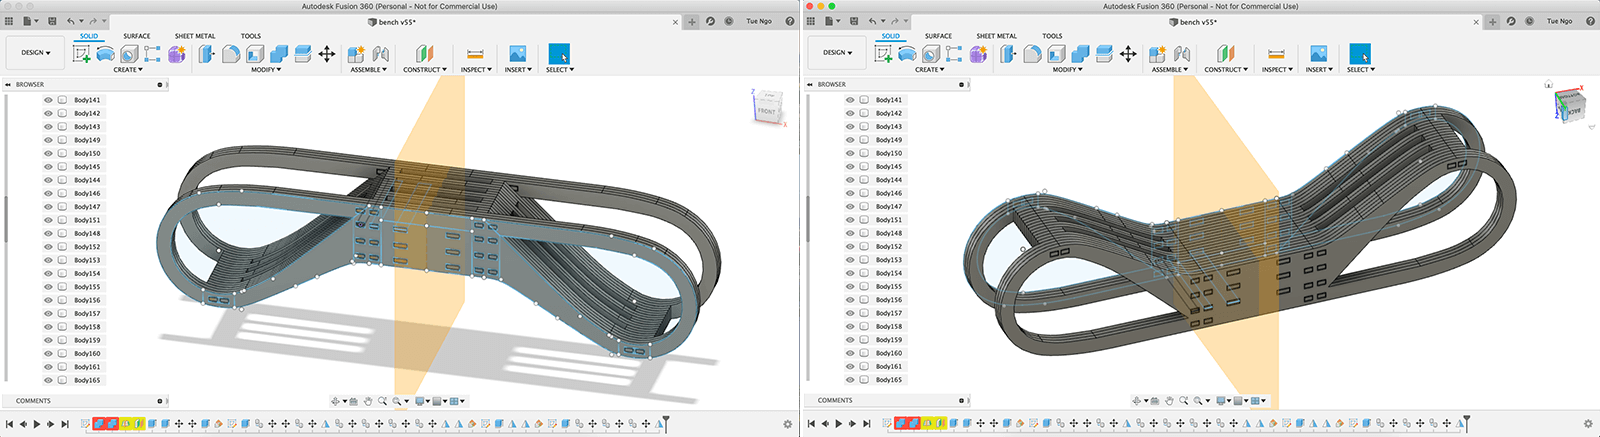 Autodesk Fusion 360 (Personal - Not for Commercial Use)
bench v55*
Tue Ngo
DESIGN
SOLID SURFACE SHEET METAL TOOLS
CREATE MODIFY ASSEMBLE CONSTRUCT INSPECT INSERT SELECT
BROWSER
Body141
Body142
Body143
Body149
Body150
Body145
Body144
Body146
Body147
Body151
Body148
Body152
Body153
Body154
Body155
Body156
Body157
Body158
Body159
Body160
Body161
Body165
Z
FRONT
X
COMMENTS
Autodesk Fusion 360 (Personal - Not for Commercial Use)
bench v55*
Tue Ngo
DESIGN
SOLID SURFACE SHEET METAL TOOLS
CREATE MODIFY ASSEMBLE CONSTRUCT INSPECT INSERT SELECT
BROWSER
Body141
Body142
Body143
Body149
Body150
Body145
Body144
Body146
Body147
Body151
Body148
Body152
Body153
Body154
Body155
Body156
Body157
Body158
Body159
Body160
Body161
Body165
X
BOTTOM
BACK
Z
COMMENTS